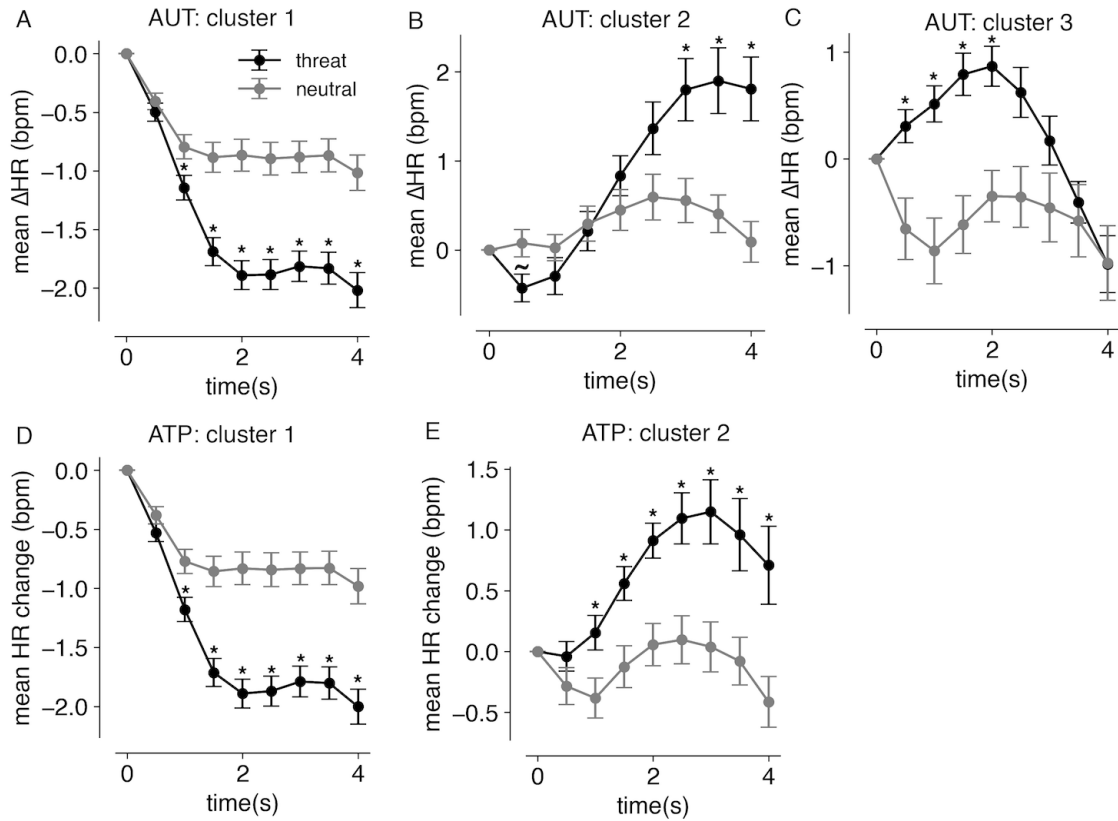 A
AUT: cluster 1
threat
neutral
mean ΔHR (bpm)
0.0
−0.5
−1.0
−1.5
−2.0
* * * * * * *
0 2 4
time(s)
B
AUT: cluster 2
mean ΔHR (bpm)
2
1
0
~ * * *
0 2 4
time(s)
C
AUT: cluster 3
mean ΔHR (bpm)
1
0
−1
* * * *
0 2 4
time(s)
D
ATP: cluster 1
mean HR change (bpm)
0.0
−0.5
−1.0
−1.5
−2.0
* * * * * * *
0 2 4
time(s)
E
ATP: cluster 2
mean HR change (bpm)
1.5
1.0
0.5
0.0
−0.5
* * * * * * *
0 2 4
time(s)